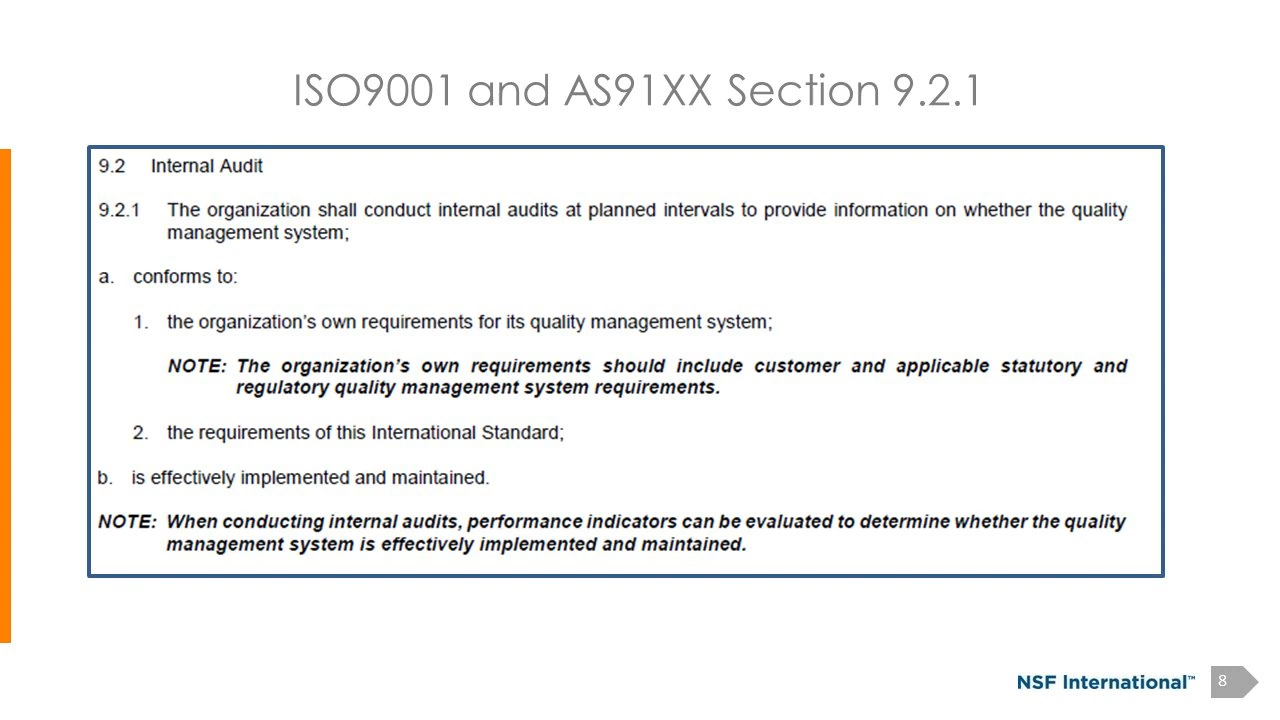 ISO9001 and AS91XX Section 9.2.1
9.2 Internal Audit
9.2.1 The organization shall conduct internal audits at planned intervals to provide information on whether the quality
management system;
a. conforms to:
1. the organization’s own requirements for its quality management system;
NOTE: The organization’s own requirements should include customer and applicable statutory and
regulatory quality management system requirements.
2. the requirements of this International Standard;
b. is effectively implemented and maintained.
NOTE: When conducting internal audits, performance indicators can be evaluated to determine whether the quality
management system is effectively implemented and maintained.
NSF International™ 8